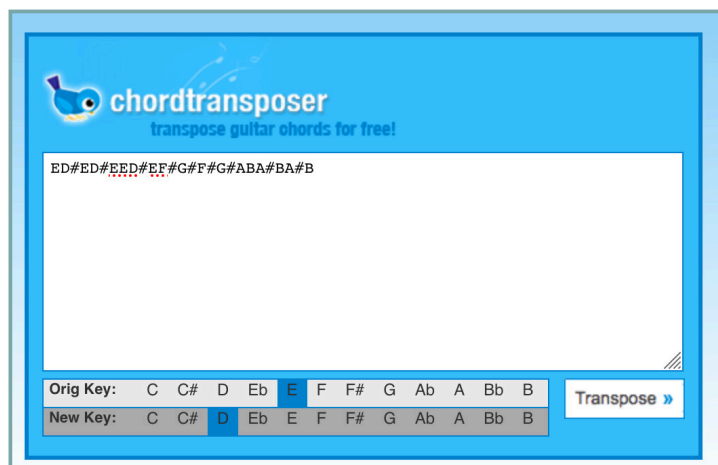 chordtransposer
transpose guitar chords for free!
ED#ED#EED#EF#G#F#G#ABA#BA#B
Orig Key: C C# D Eb E F F# G Ab A Bb B
New Key: C C# D Eb E F F# G Ab A Bb B
Transpose »